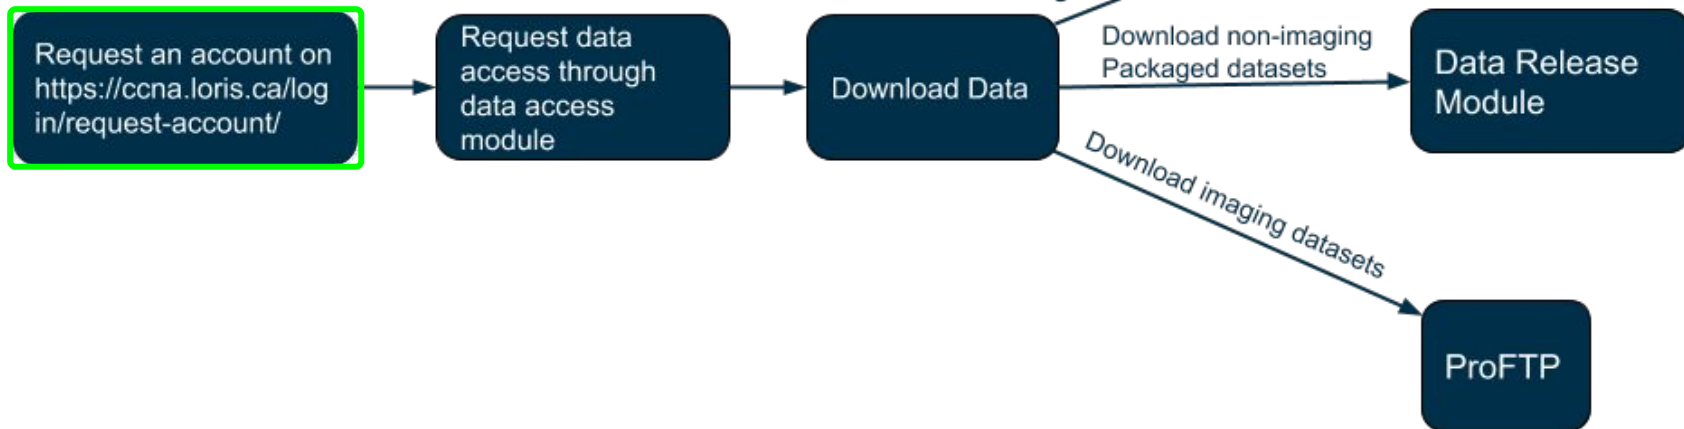 Request an account on
https://ccna.loris.ca/log
in/request-account/
Request data
access through
data access
module
Download Data
Download non-imaging
Packaged datasets
Data Release
Module
Download imaging datasets
ProFTP